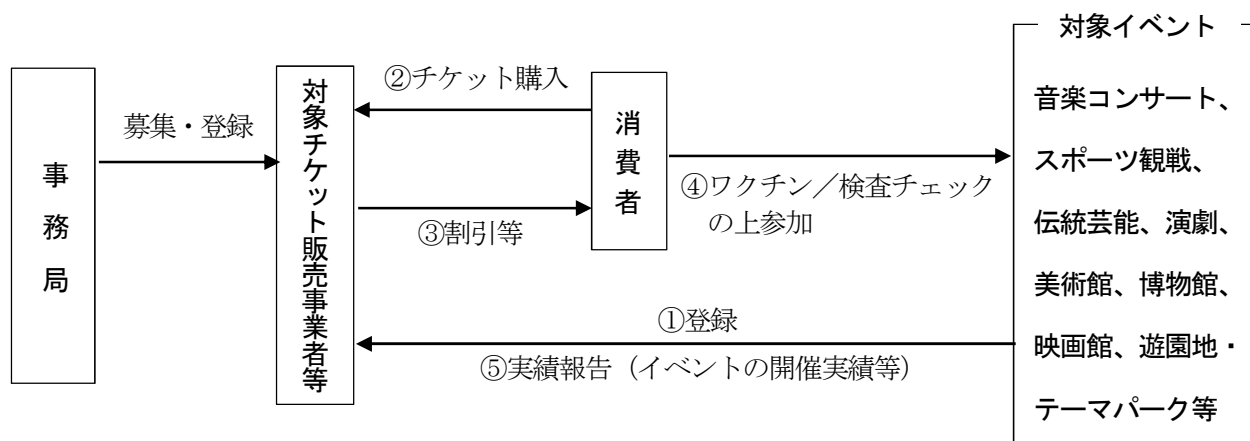 事務局
募集・登録
対象チケット販売事業者等
②チケット購入
③割引等
消費者
④ワクチン／検査チェック
の上参加
①登録
⑤実績報告（イベントの開催実績等）
対象イベント
音楽コンサート、
スポーツ観戦、
伝統芸能、演劇、
美術館、博物館、
映画館、遊園地・
テーマパーク等